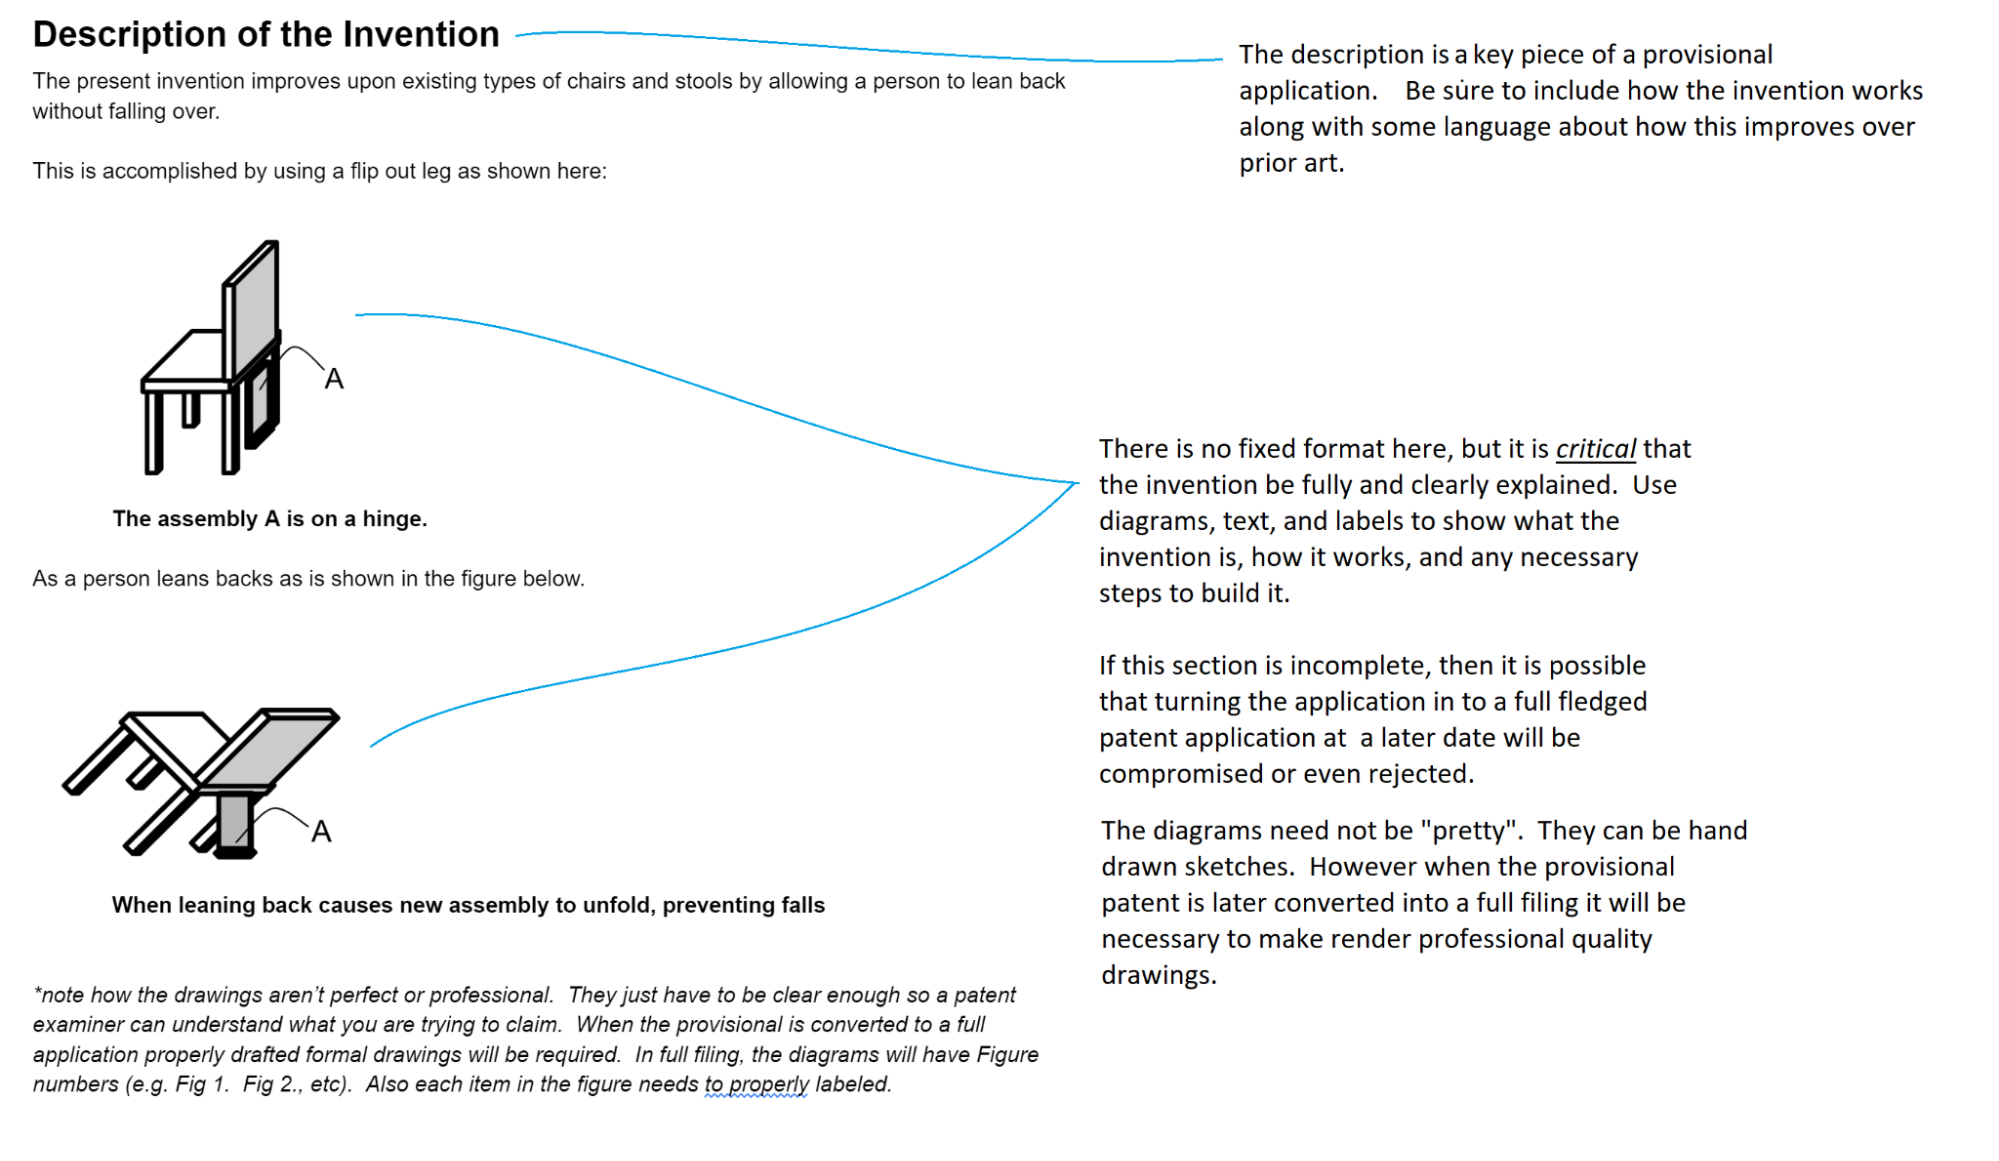 Description of the Invention
The present invention improves upon existing types of chairs and stools by allowing a person to lean back
without falling over.
This is accomplished by using a flip out leg as shown here:
A
The assembly A is on a hinge.
As a person leans backs as is shown in the figure below.
A
When leaning back causes new assembly to unfold, preventing falls
*note how the drawings aren't perfect or professional. They just have to be clear enough so a patent
examiner can understand what you are trying to claim. When the provisional is converted to a full
application properly drafted formal drawings will be required. In full filing, the diagrams will have Figure
numbers (e.g. Fig 1. Fig 2., etc). Also each item in the figure needs to properly labeled.
The description is a key piece of a provisional
application. Be sure to include how the invention works
along with some language about how this improves over
prior art.
There is no fixed format here, but it is critical that
the invention be fully and clearly explained. Use
diagrams, text, and labels to show what the
invention is, how it works, and any necessary
steps to build it.
If this section is incomplete, then it is possible
that turning the application in to a full fledged
patent application at a later date will be
compromised or even rejected.
The diagrams need not be "pretty". They can be hand
drawn sketches. However when the provisional
patent is later converted into a full filing it will be
necessary to make render professional quality
drawings.